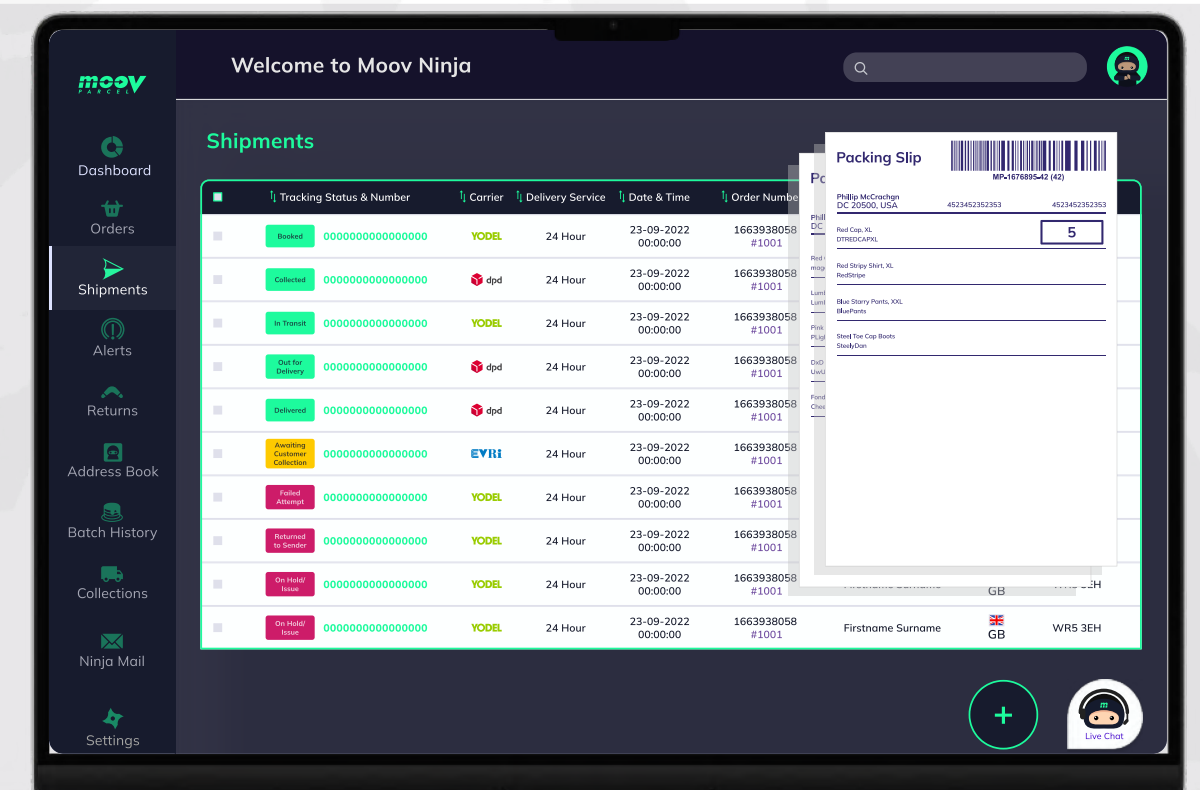 Welcome to Moov Ninja
moov
PARCEL
Dashboard
Orders
Shipments
Alerts
Returns
Address Book
Batch History
Collections
Ninja Mail
Settings
Shipments
Tracking Status & Number Carrier Delivery Service Date & Time Order Numbe
Booked 0000000000000000 YODEL 24 Hour 23-09-2022 00:00:00 1663938058 #1001
Collected 0000000000000000 dpd 24 Hour 23-09-2022 00:00:00 1663938058 #1001
In Transit 0000000000000000 YODEL 24 Hour 23-09-2022 00:00:00 1663938058 #1001
Out for Delivery 0000000000000000 dpd 24 Hour 23-09-2022 00:00:00 1663938058 #1001
Delivered 0000000000000000 dpd 24 Hour 23-09-2022 00:00:00 1663938058 #1001
Awaiting Customer Collection 0000000000000000 EVRi 24 Hour 23-09-2022 00:00:00 1663938058 #1001
Failed Attempt 0000000000000000 YODEL 24 Hour 23-09-2022 00:00:00 1663938058 #1001
Returned to Sender 0000000000000000 YODEL 24 Hour 23-09-2022 00:00:00 1663938058 #1001
On Hold/ Issue 0000000000000000 YODEL 24 Hour 23-09-2022 00:00:00 1663938058 #1001 GB
On Hold/ Issue 0000000000000000 YODEL 24 Hour 23-09-2022 00:00:00 1663938058 #1001 Firstname Surname GB WR5 3EH
Packing Slip
MP-1676895-42 (42)
Phillip McCrachgn
DC 20500, USA 4523452352353 4523452352353
Red Cap, XL
DTREDCAPXL
5
Red Stripy Shirt, XL
RedStripe
Blue Starry Pants, XXL
BluePants
Steel Toe Cap Boots
SteelyDan
Live Chat